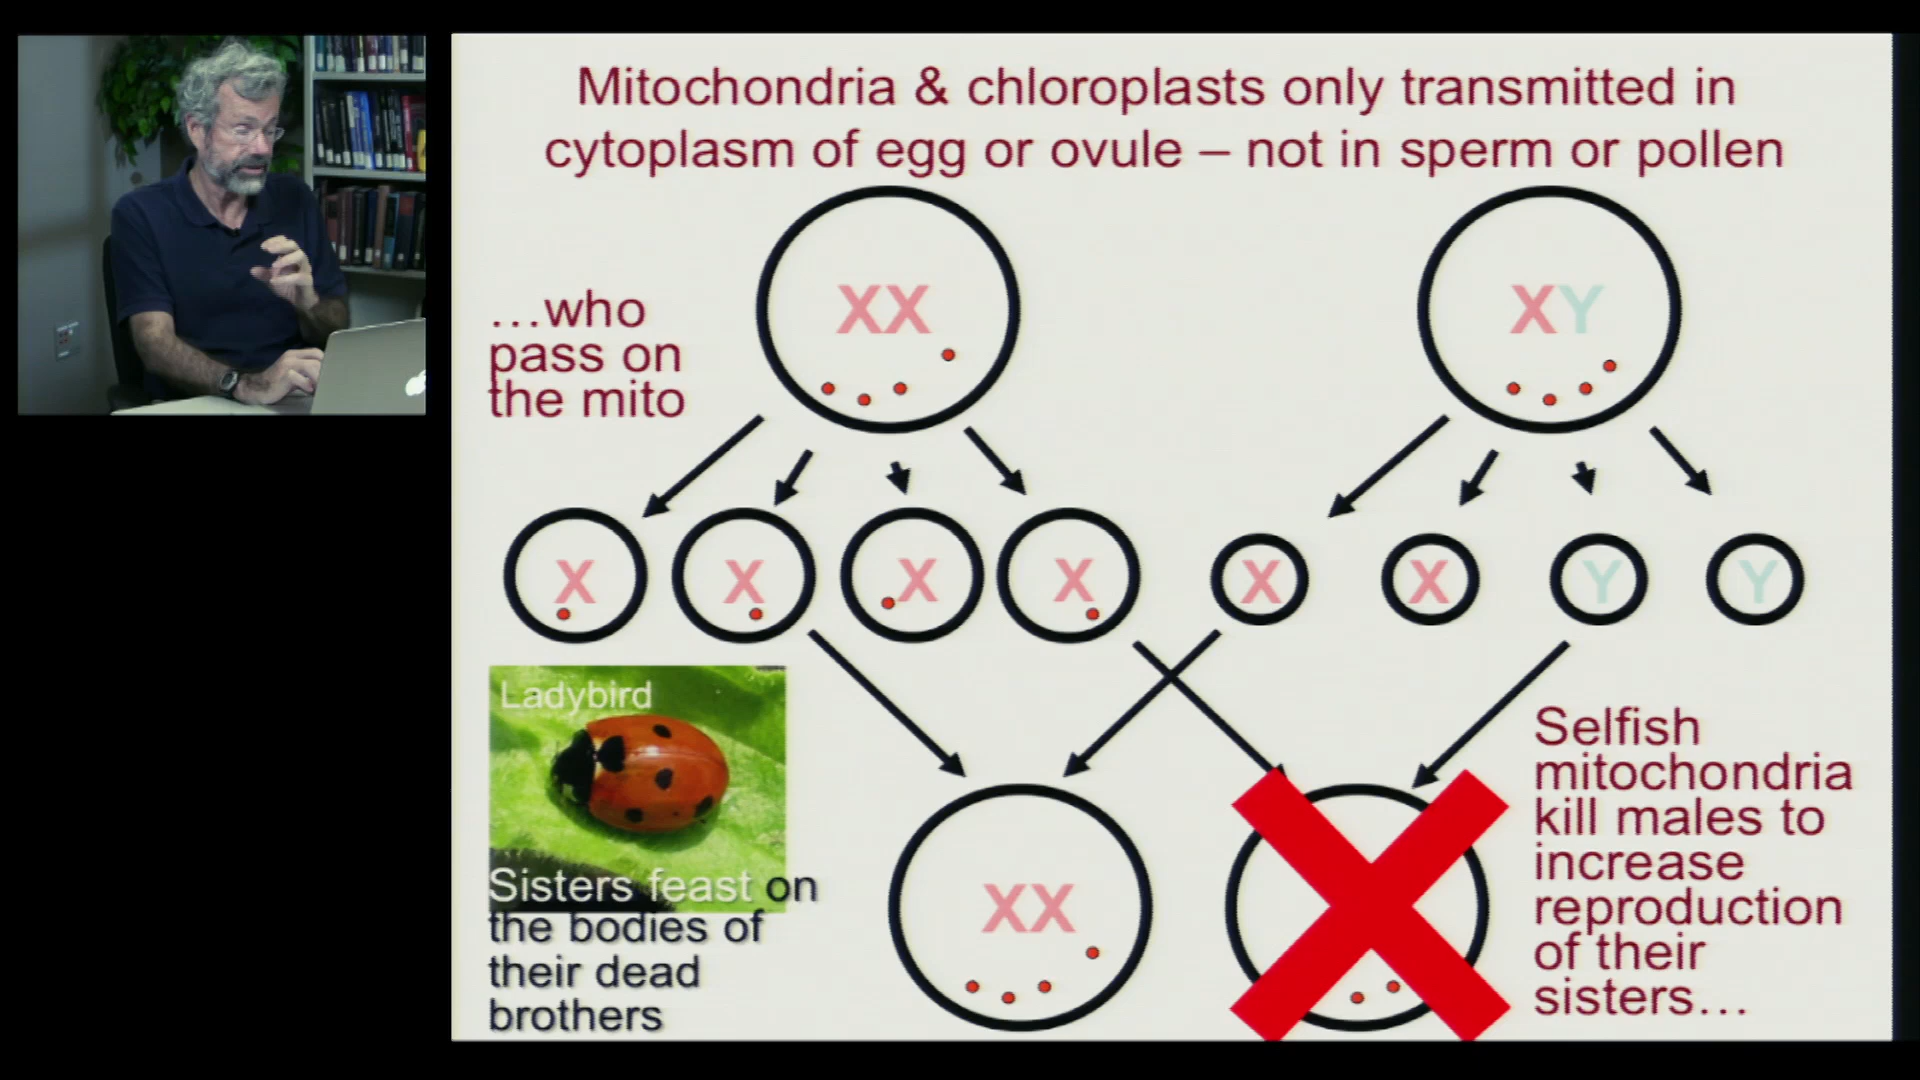 Mitochondria & chloroplasts only transmitted in
cytoplasm of egg or ovule – not in sperm or pollen
…who
pass on
the mito
XX
XY
X
X
X
X
X
X
Y
Y
Ladybird
Sisters feast on
the bodies of
their dead
brothers
XX
Selfish
mitochondria
kill males to
increase
reproduction
of their
sisters…